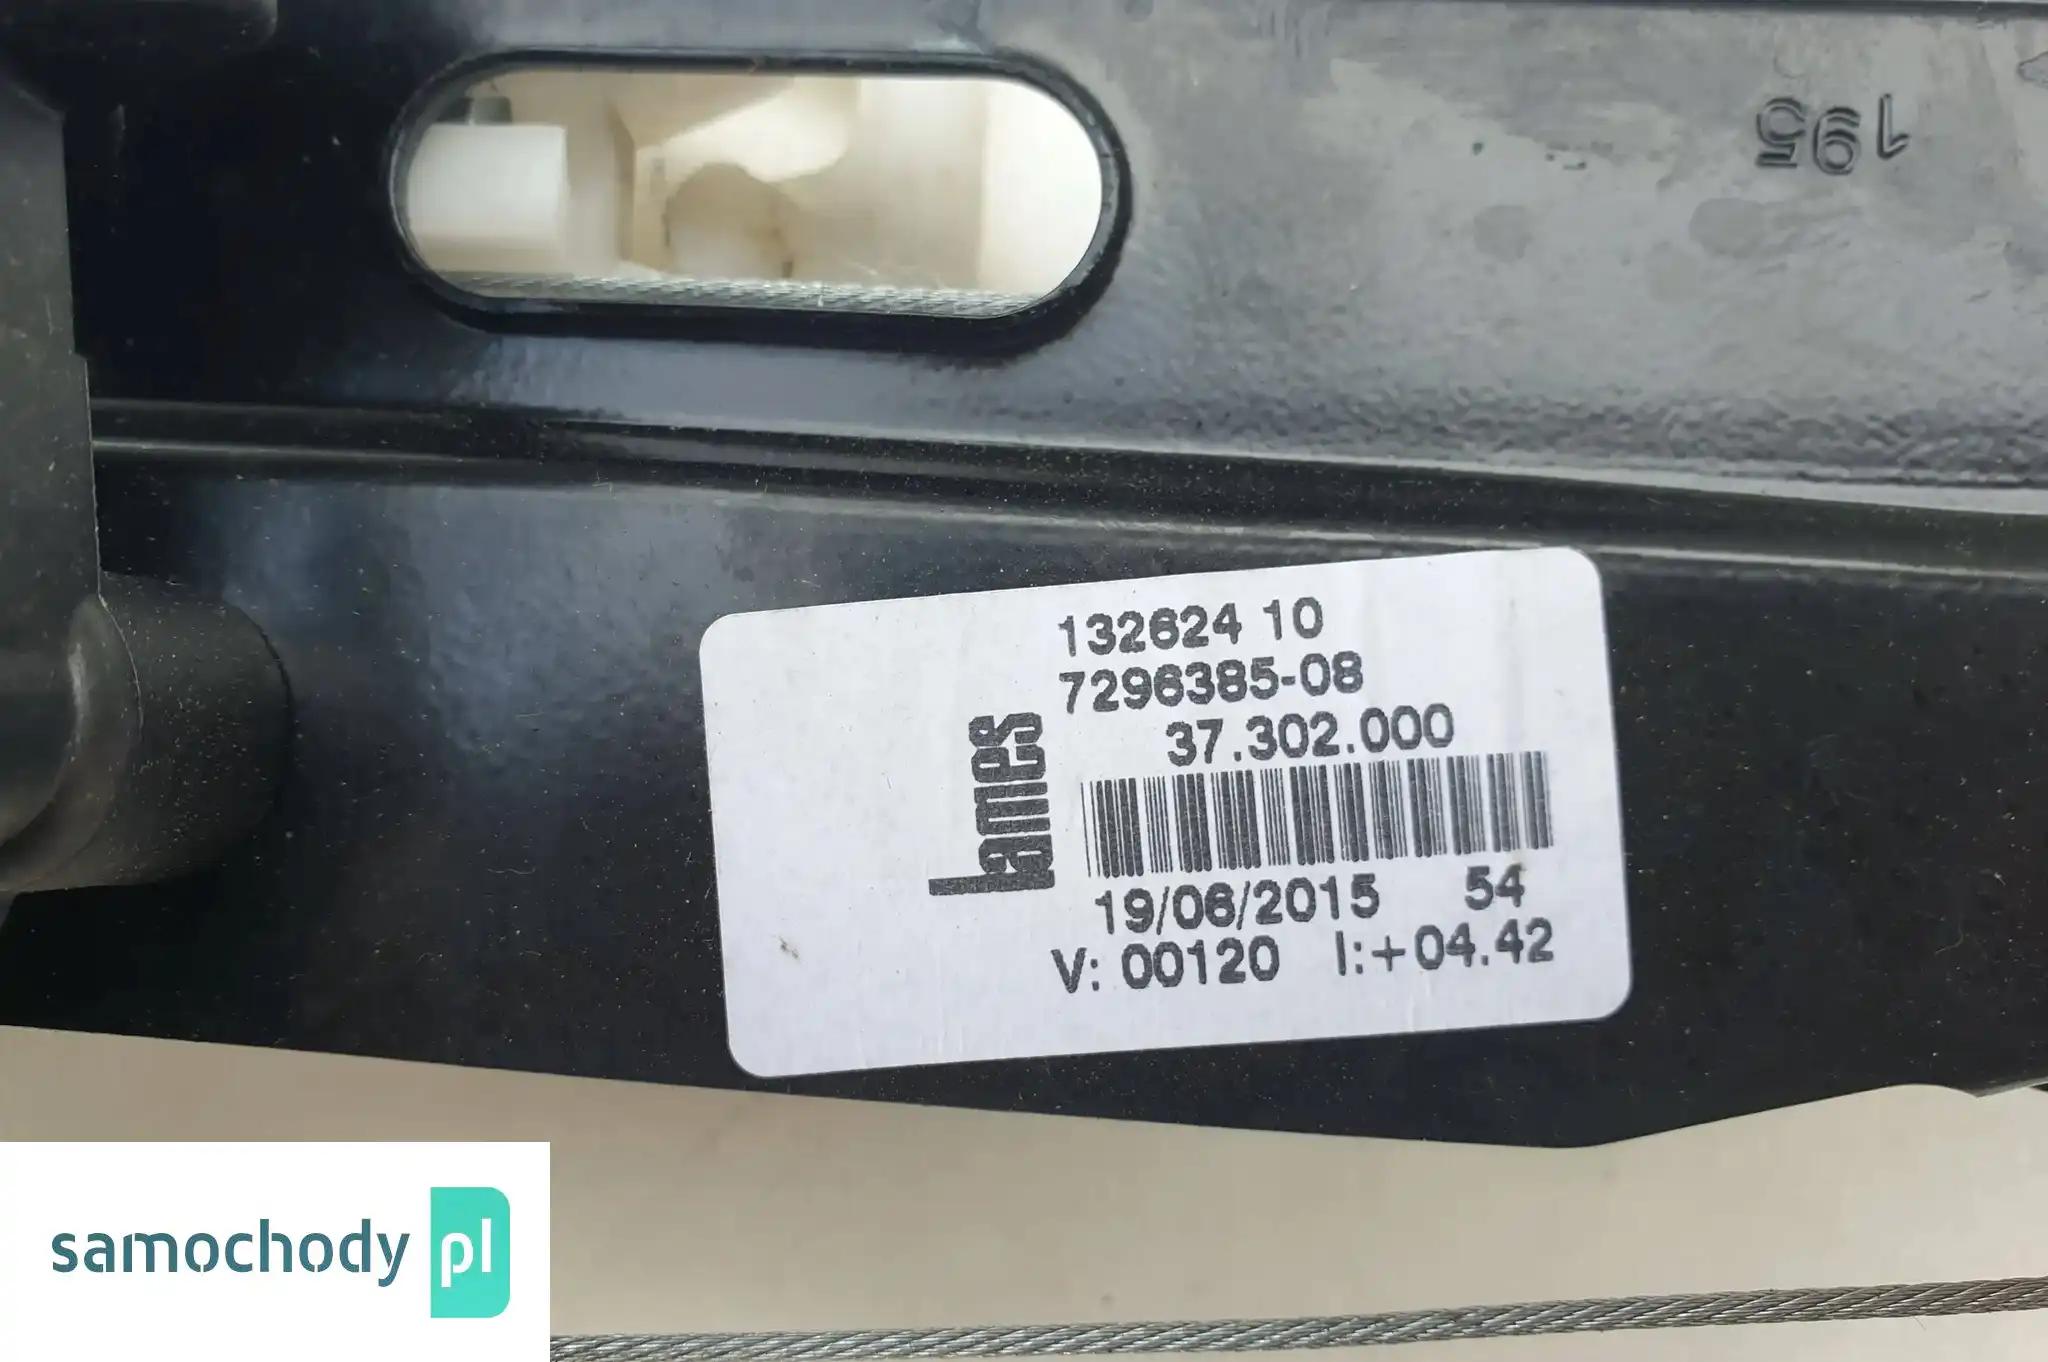 195
132624 10
7296385-08
37.302.000
Lames
19/06/2015 54
V: 00120 I:+04.42
samochody pl